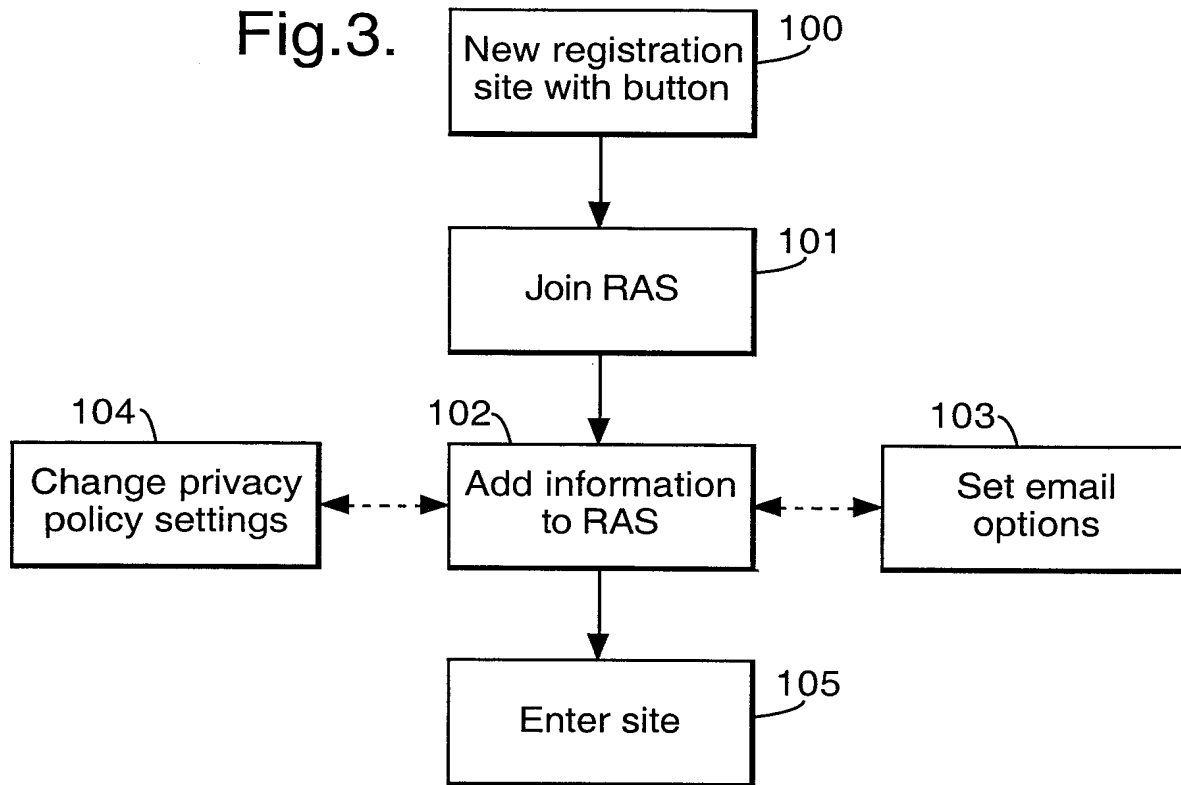 Fig.3.
100
New registration
site with button
101
Join RAS
104
102
103
Change privacy
policy settings
Add information
to RAS
Set email
options
105
Enter site